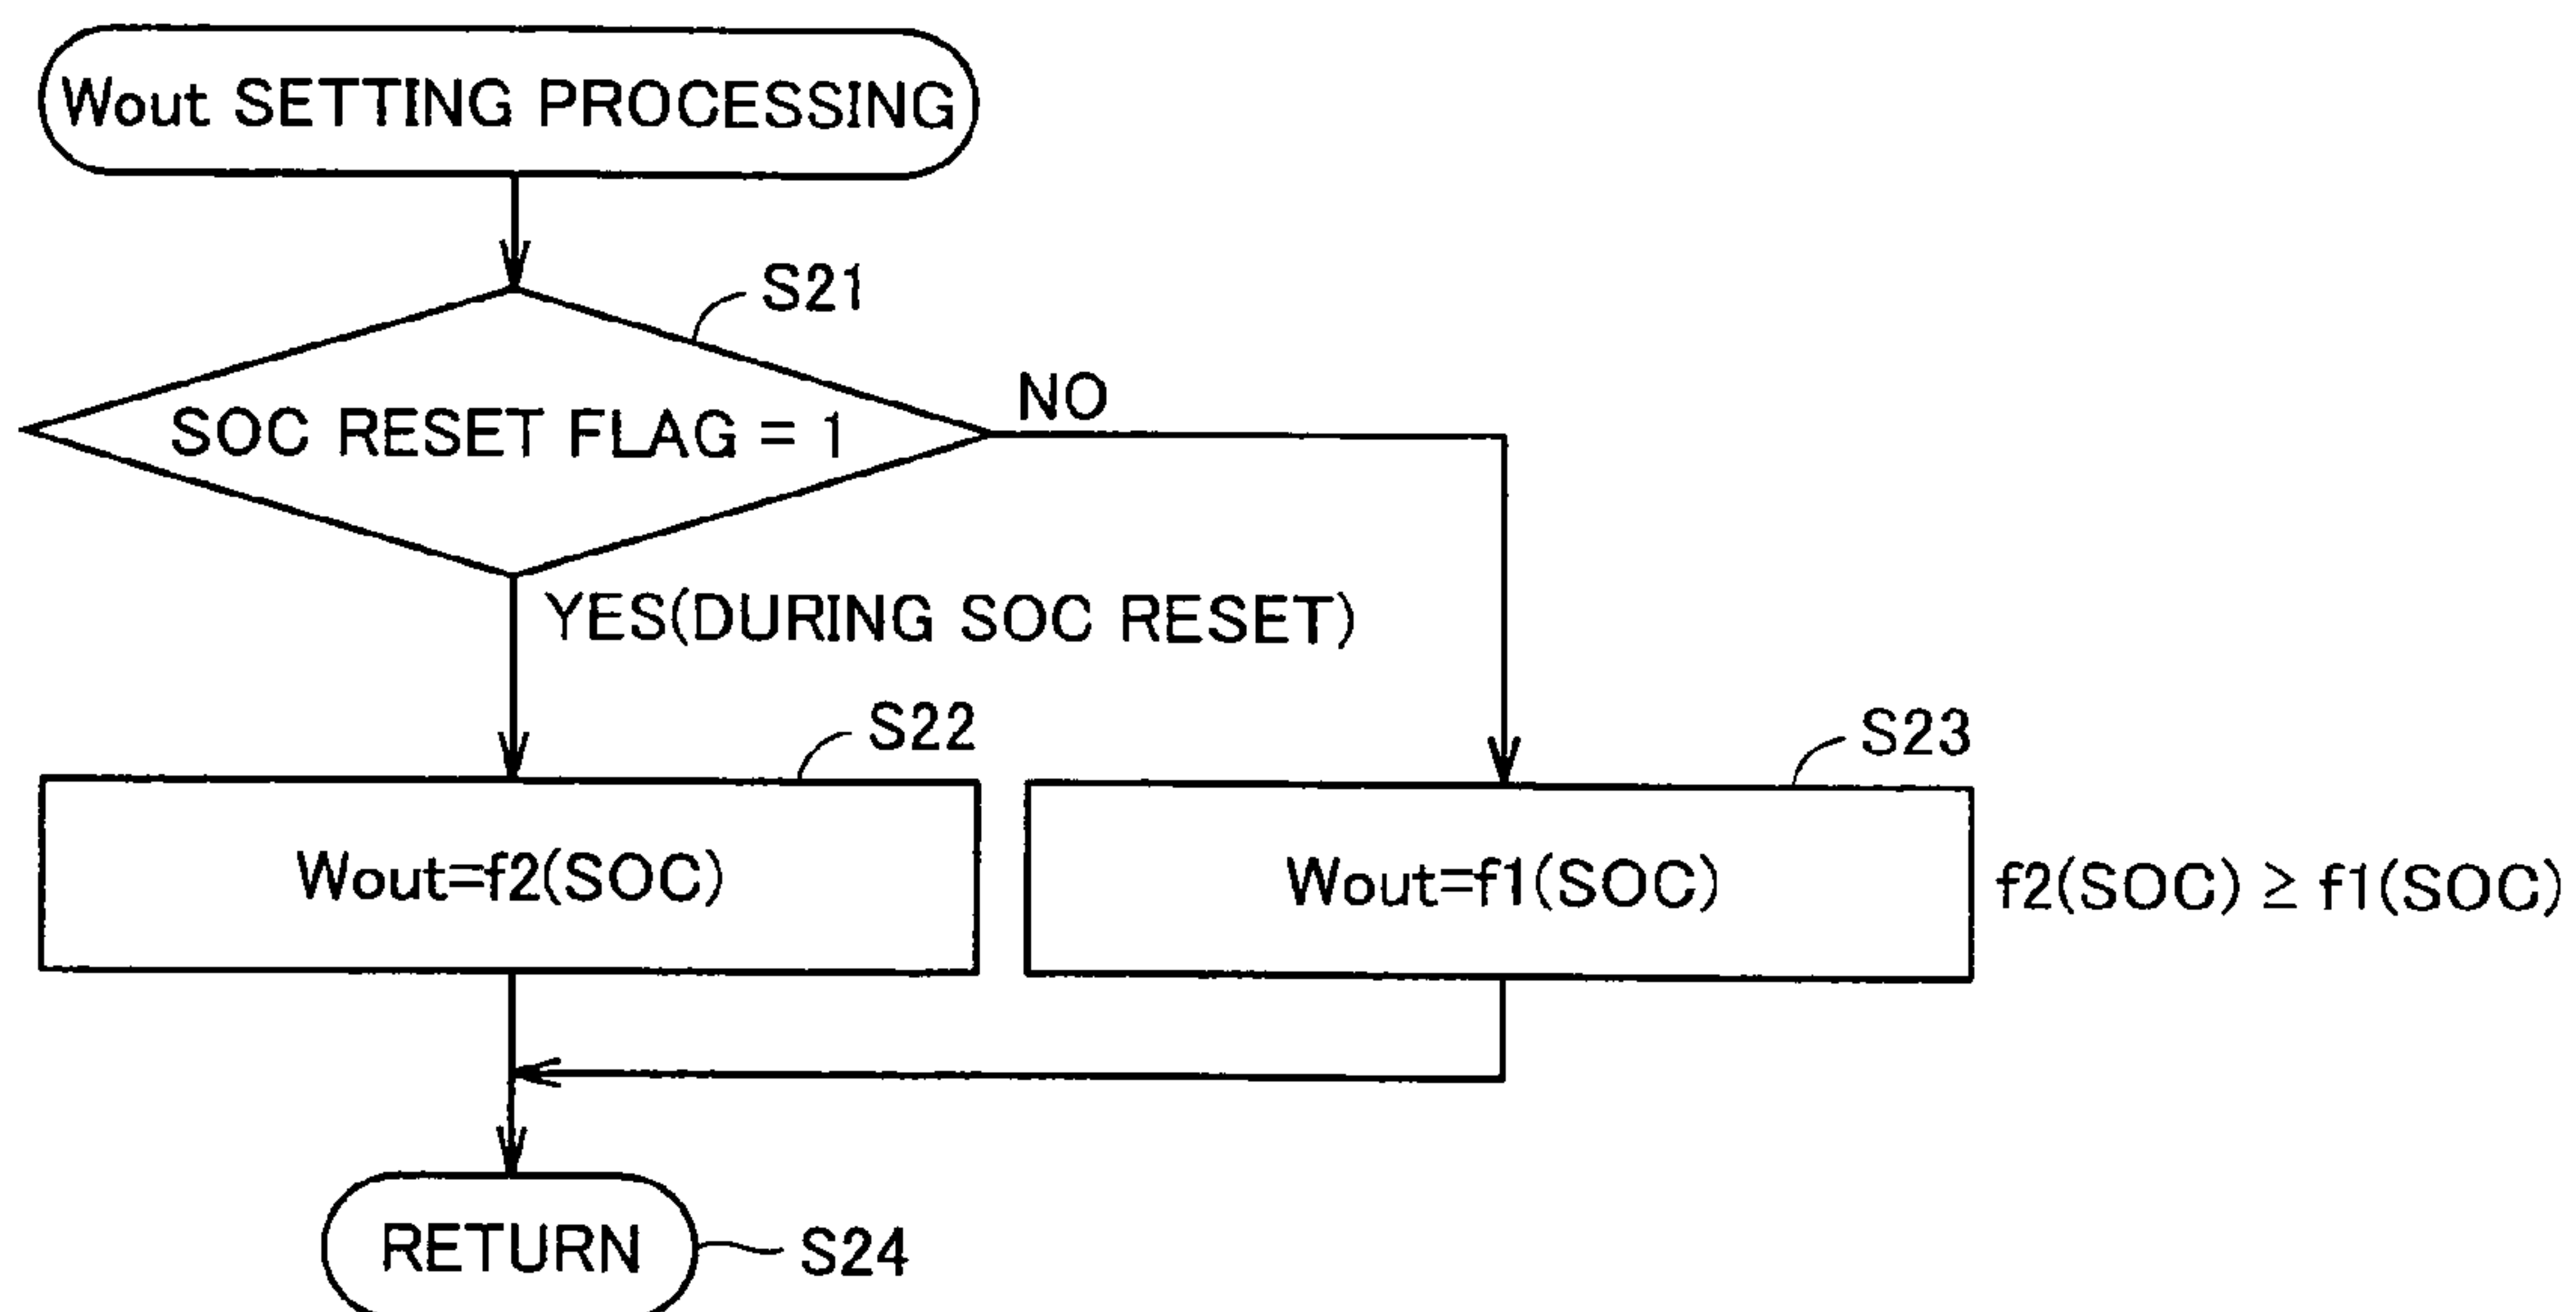 Wout SETTING PROCESSING
S21
SOC RESET FLAG = 1
NO
YES(DURING SOC RESET)
S22
S23
Wout=f2(SOC)
Wout=f1(SOC)
f2(SOC) ≥ f1(SOC)
RETURN
S24